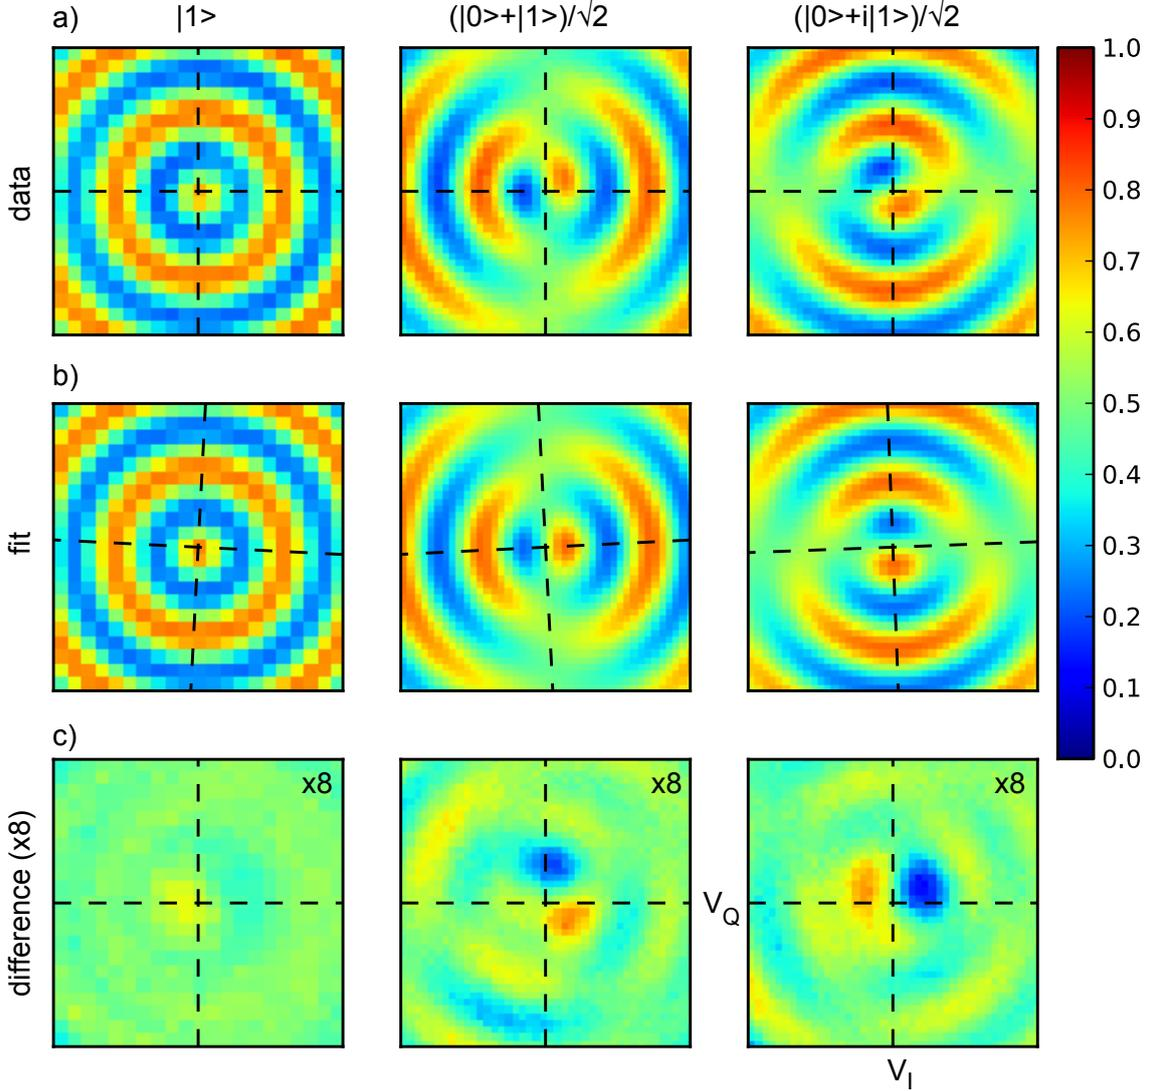 a) |1> (|0>+|1>)/√2 (|0>+i|1>)/√2
data
1.0
0.9
0.8
0.7
0.6
0.5
0.4
0.3
0.2
0.1
0.0
b)
fit
c)
difference (x8)
x8 x8 x8
V_Q
V_I